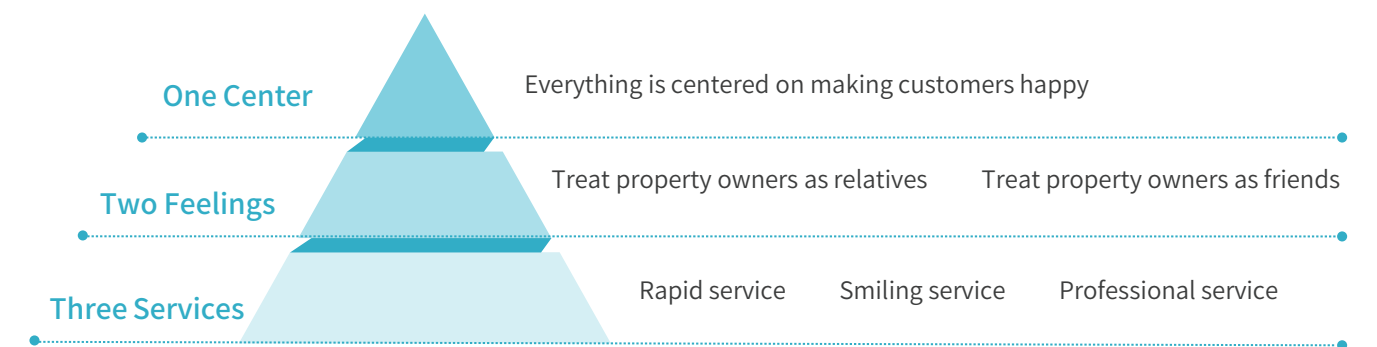 One Center
Everything is centered on making customers happy
Two Feelings
Treat property owners as relatives
Treat property owners as friends
Three Services
Rapid service
Smiling service
Professional service